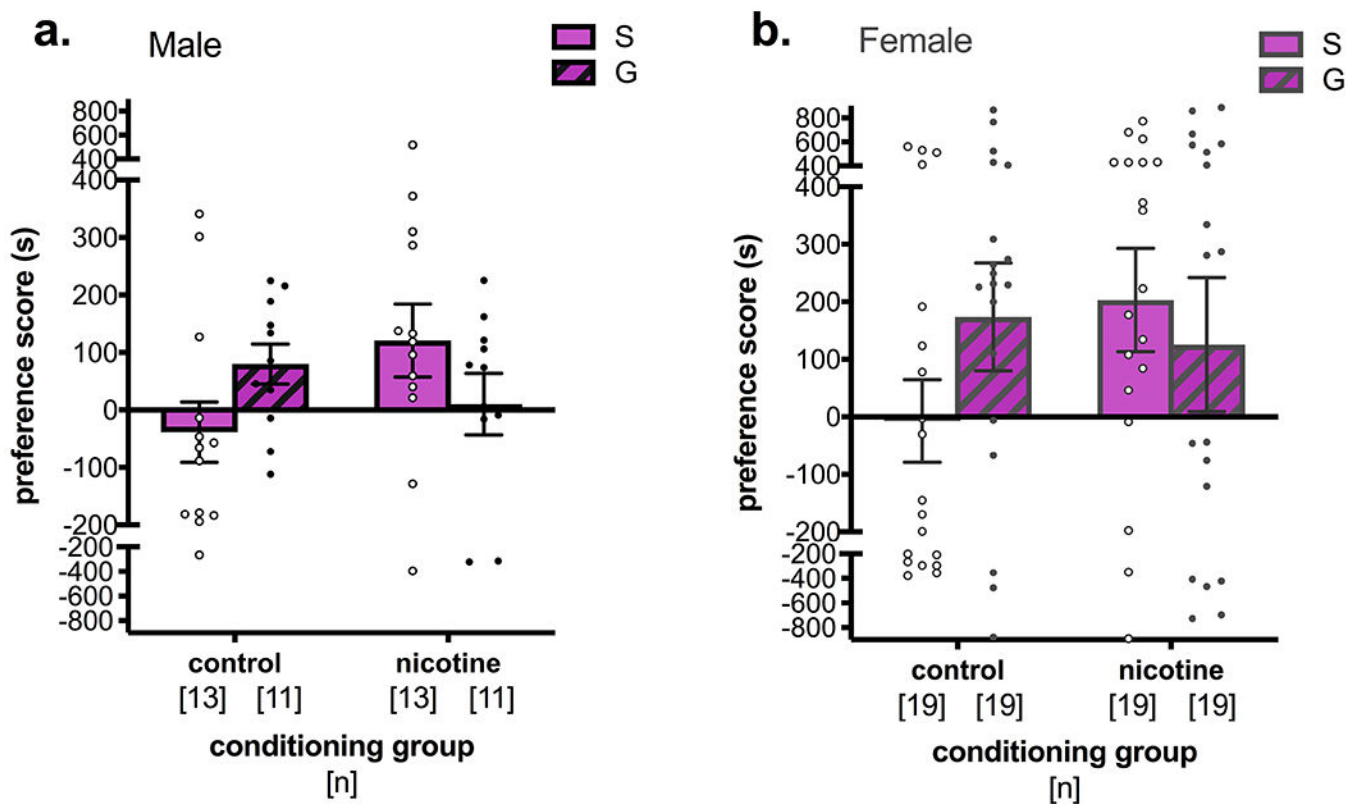 a. Male
S
G
800
600
400
400
300
200
100
0
-100
-200
-200
-400
-600
-800
preference score (s)
control nicotine
[13] [11] [13] [11]
conditioning group
[n]
b. Female
S
G
800
600
400
400
300
200
100
0
-100
-200
-200
-400
-600
-800
preference score (s)
control nicotine
[19] [19] [19] [19]
conditioning group
[n]